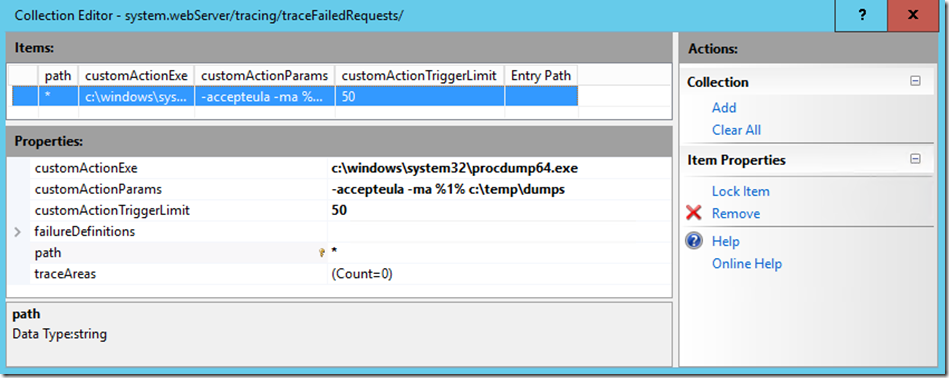 Collection Editor - system.webServer/tracing/traceFailedRequests/
? x
Items:
path customActionExe customActionParams customActionTriggerLimit Entry Path
* c:\windows\sys... -accepteula -ma %... 50
Properties:
customActionExe c:\windows\system32\procdump64.exe
customActionParams -accepteula -ma %1% c:\temp\dumps
customActionTriggerLimit 50
failureDefinitions
path *
traceAreas (Count=0)
path
Data Type:string
Actions:
Collection
Add
Clear All
Item Properties
Lock Item
Remove
Help
Online Help